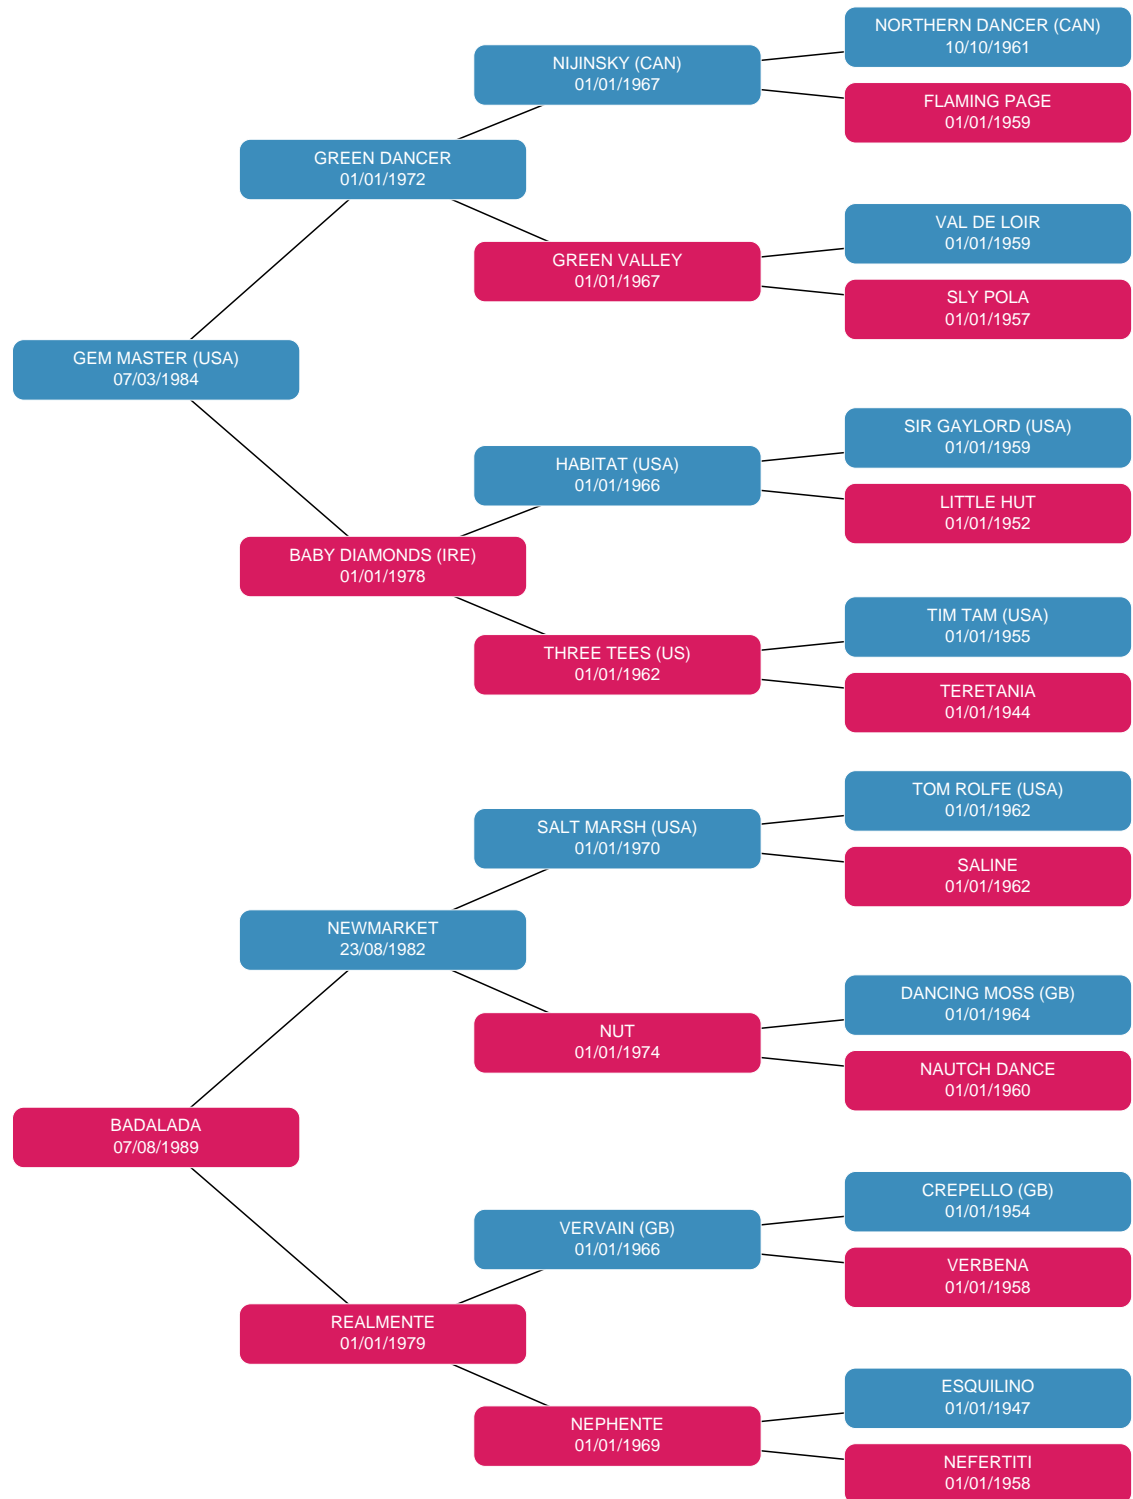 NORTHERN DANCER (CAN)
10/10/1961
NIJINSKY (CAN)
01/01/1967
FLAMING PAGE
01/01/1959
GREEN DANCER
01/01/1972
VAL DE LOIR
01/01/1959
GREEN VALLEY
01/01/1967
SLY POLA
01/01/1957
GEM MASTER (USA)
07/03/1984
SIR GAYLORD (USA)
01/01/1959
HABITAT (USA)
01/01/1966
LITTLE HUT
01/01/1952
BABY DIAMONDS (IRE)
01/01/1978
TIM TAM (USA)
01/01/1955
THREE TEES (US)
01/01/1962
TERETANIA
01/01/1944
TOM ROLFE (USA)
01/01/1962
SALT MARSH (USA)
01/01/1970
SALINE
01/01/1962
NEWMARKET
23/08/1982
DANCING MOSS (GB)
01/01/1964
NUT
01/01/1974
NAUTCH DANCE
01/01/1960
BADALADA
07/08/1989
CREPELLO (GB)
01/01/1954
VERVAIN (GB)
01/01/1966
VERBENA
01/01/1958
REALMENTE
01/01/1979
ESQUILINO
01/01/1947
NEPHENTE
01/01/1969
NEFERTITI
01/01/1958